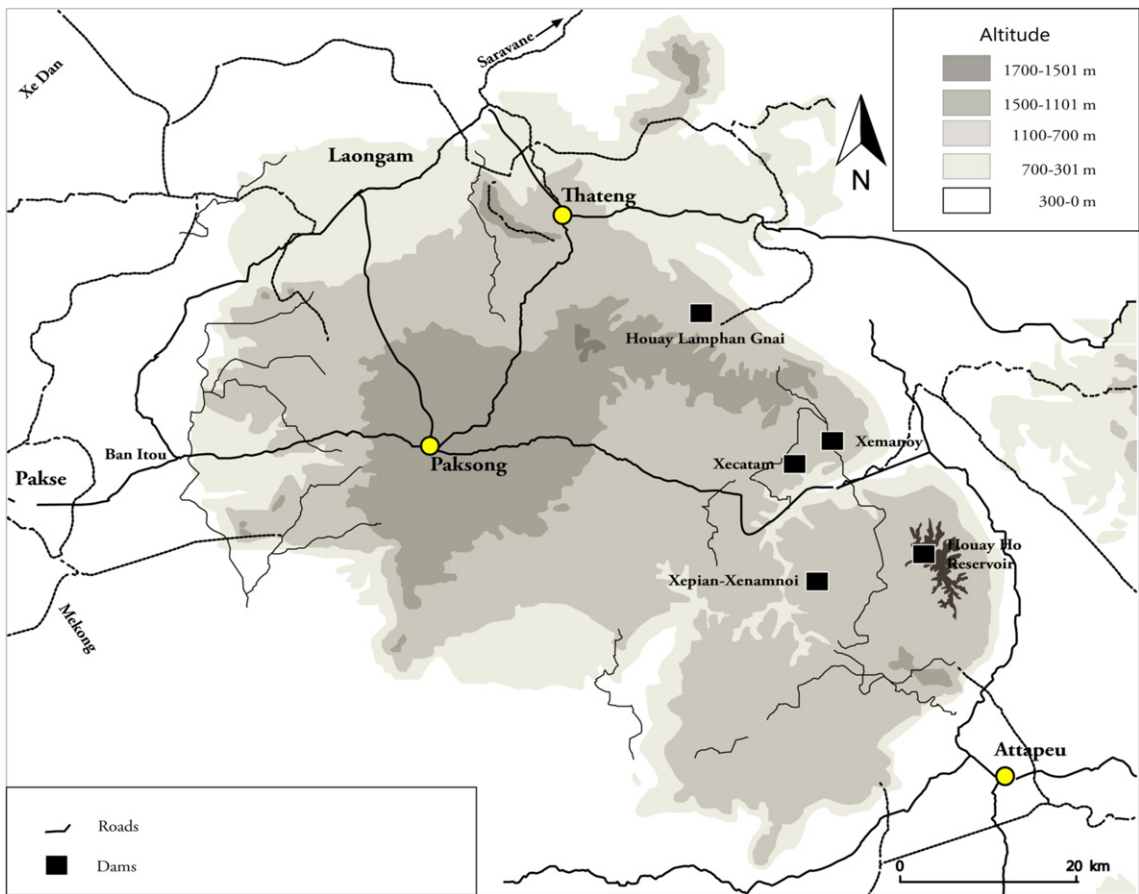 Altitude
1700-1501 m
1500-1101 m
1100-700 m
700-301 m
300-0 m
N
Saravane
Xe Dan
Laongam
Thateng
Houay Lamphan Gnai
Xemanoy
Ban Itou
Paksong
Xecatam
Pakse
Houay Ho
Reservoir
Xepian-Xenamnoi
Mekong
Attapeu
Roads
Dams
0 20 km